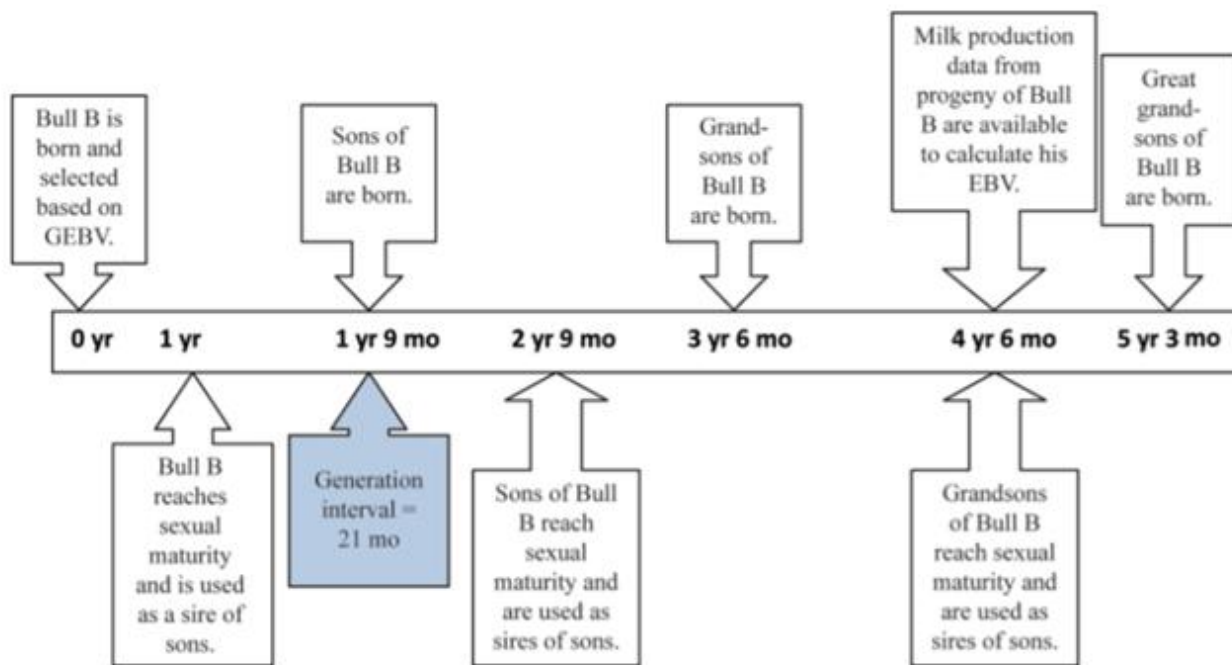 Bull B is
born and
selected
based on
GEBV.
Sons of
Bull B
are born.
Grand-
sons of
Bull B
are born.
Milk production
data from
progeny of Bull
B are available
to calculate his
EBV.
Great
grand-
sons of
Bull B
are born.
0 yr 1 yr 1 yr 9 mo 2 yr 9 mo 3 yr 6 mo 4 yr 6 mo 5 yr 3 mo
Bull B
reaches
sexual
maturity
and is used
as a sire of
sons.
Generation
interval =
21 mo
Sons of Bull
B reach
sexual
maturity and
are used as
sires of sons.
Grandsons
of Bull B
reach sexual
maturity and
are used as
sires of sons.